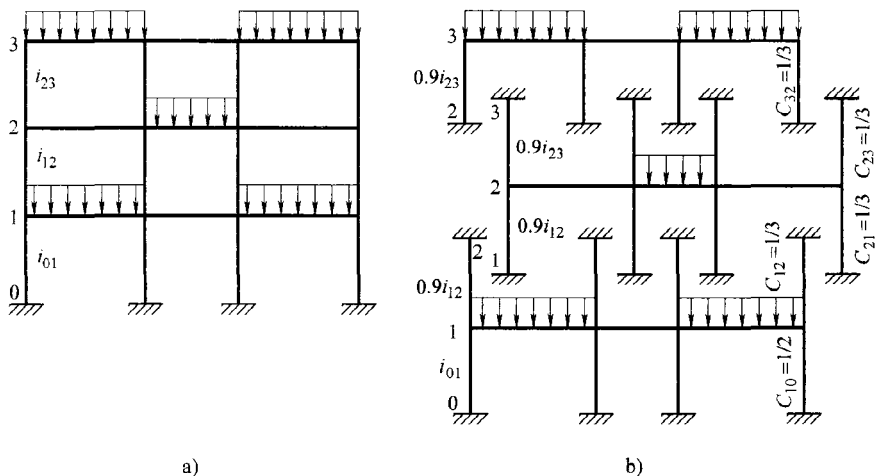 3
i₂₃
2
i₁₂
1
i₀₁
0
a)
3
0.9i₂₃
2
C₃₂=1/3
3
0.9i₂₃
2
0.9i₁₂
1
C₂₃=1/3
C₂₁=1/3
2
0.9i₁₂
1
i₀₁
0
C₁₂=1/3
C₁₀=1/2
b)